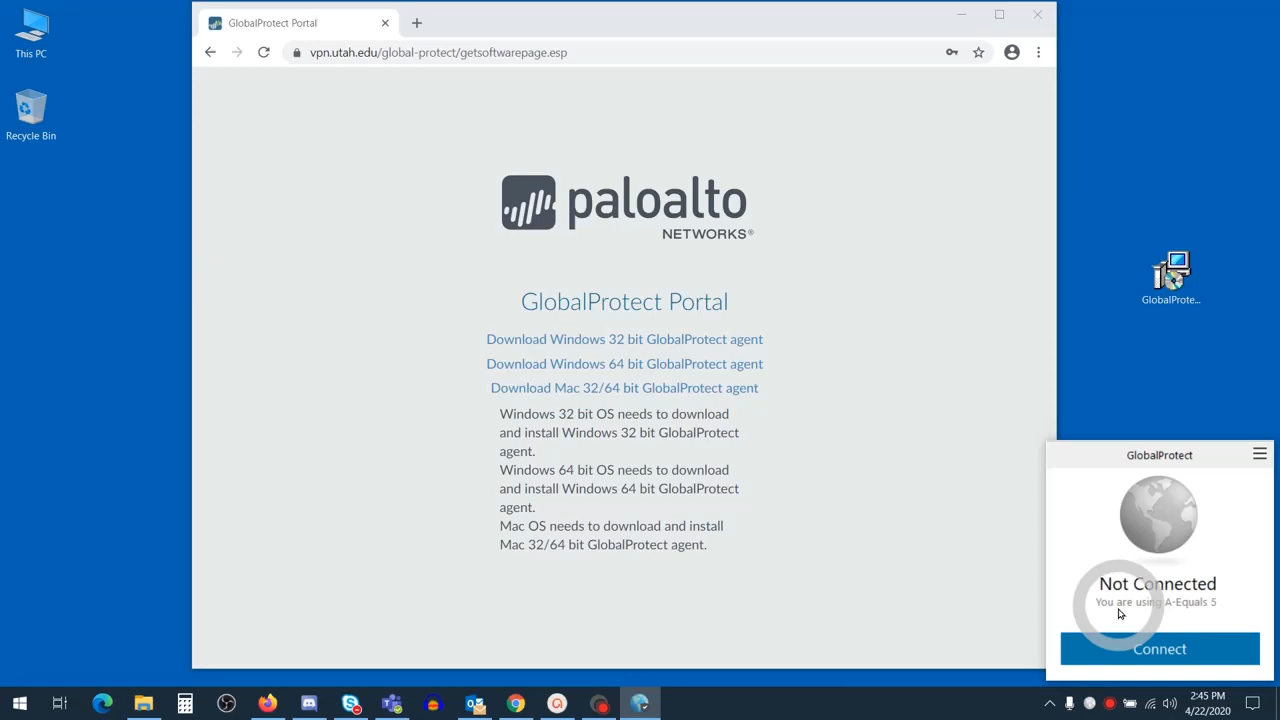 This PC
Recycle Bin
GlobalProtect Portal
vpn.utah.edu/global-protect/getsoftwarepage.esp
paloalto
NETWORKS®
GlobalProtect Portal
Download Windows 32 bit GlobalProtect agent
Download Windows 64 bit GlobalProtect agent
Download Mac 32/64 bit GlobalProtect agent
Windows 32 bit OS needs to download
and install Windows 32 bit GlobalProtect
agent.
Windows 64 bit OS needs to download
and install Windows 64 bit GlobalProtect
agent.
Mac OS needs to download and install
Mac 32/64 bit GlobalProtect agent.
GlobalProte...
GlobalProtect
Not Connected
You are using A-Equals 5
Connect
2:45 PM
4/22/2020